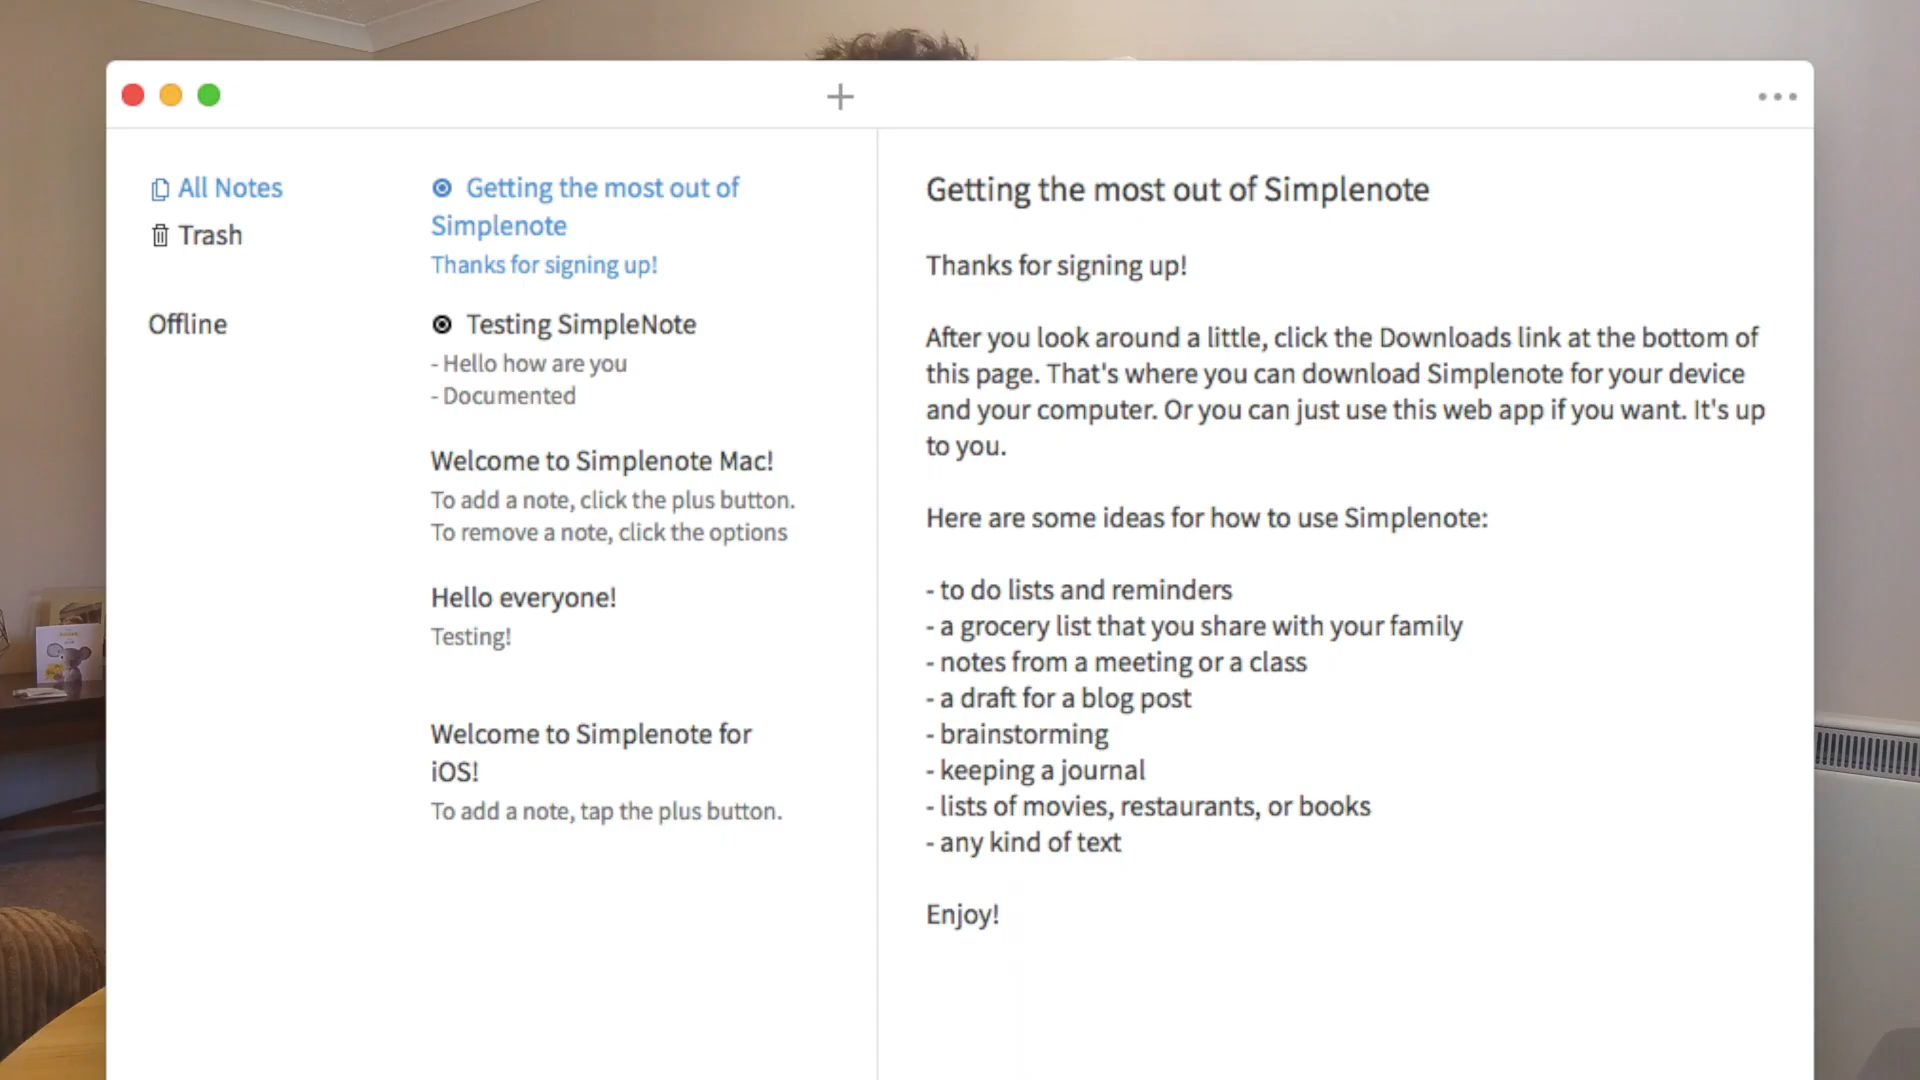 All Notes
Trash
Offline
Getting the most out of
Simplenote
Thanks for signing up!
Testing SimpleNote
- Hello how are you
- Documented
Welcome to Simplenote Mac!
To add a note, click the plus button.
To remove a note, click the options
Hello everyone!
Testing!
Welcome to Simplenote for
iOS!
To add a note, tap the plus button.
Getting the most out of Simplenote
Thanks for signing up!
After you look around a little, click the Downloads link at the bottom of
this page. That's where you can download Simplenote for your device
and your computer. Or you can just use this web app if you want. It's up
to you.
Here are some ideas for how to use Simplenote:
- to do lists and reminders
- a grocery list that you share with your family
- notes from a meeting or a class
- a draft for a blog post
- brainstorming
- keeping a journal
- lists of movies, restaurants, or books
- any kind of text
Enjoy!